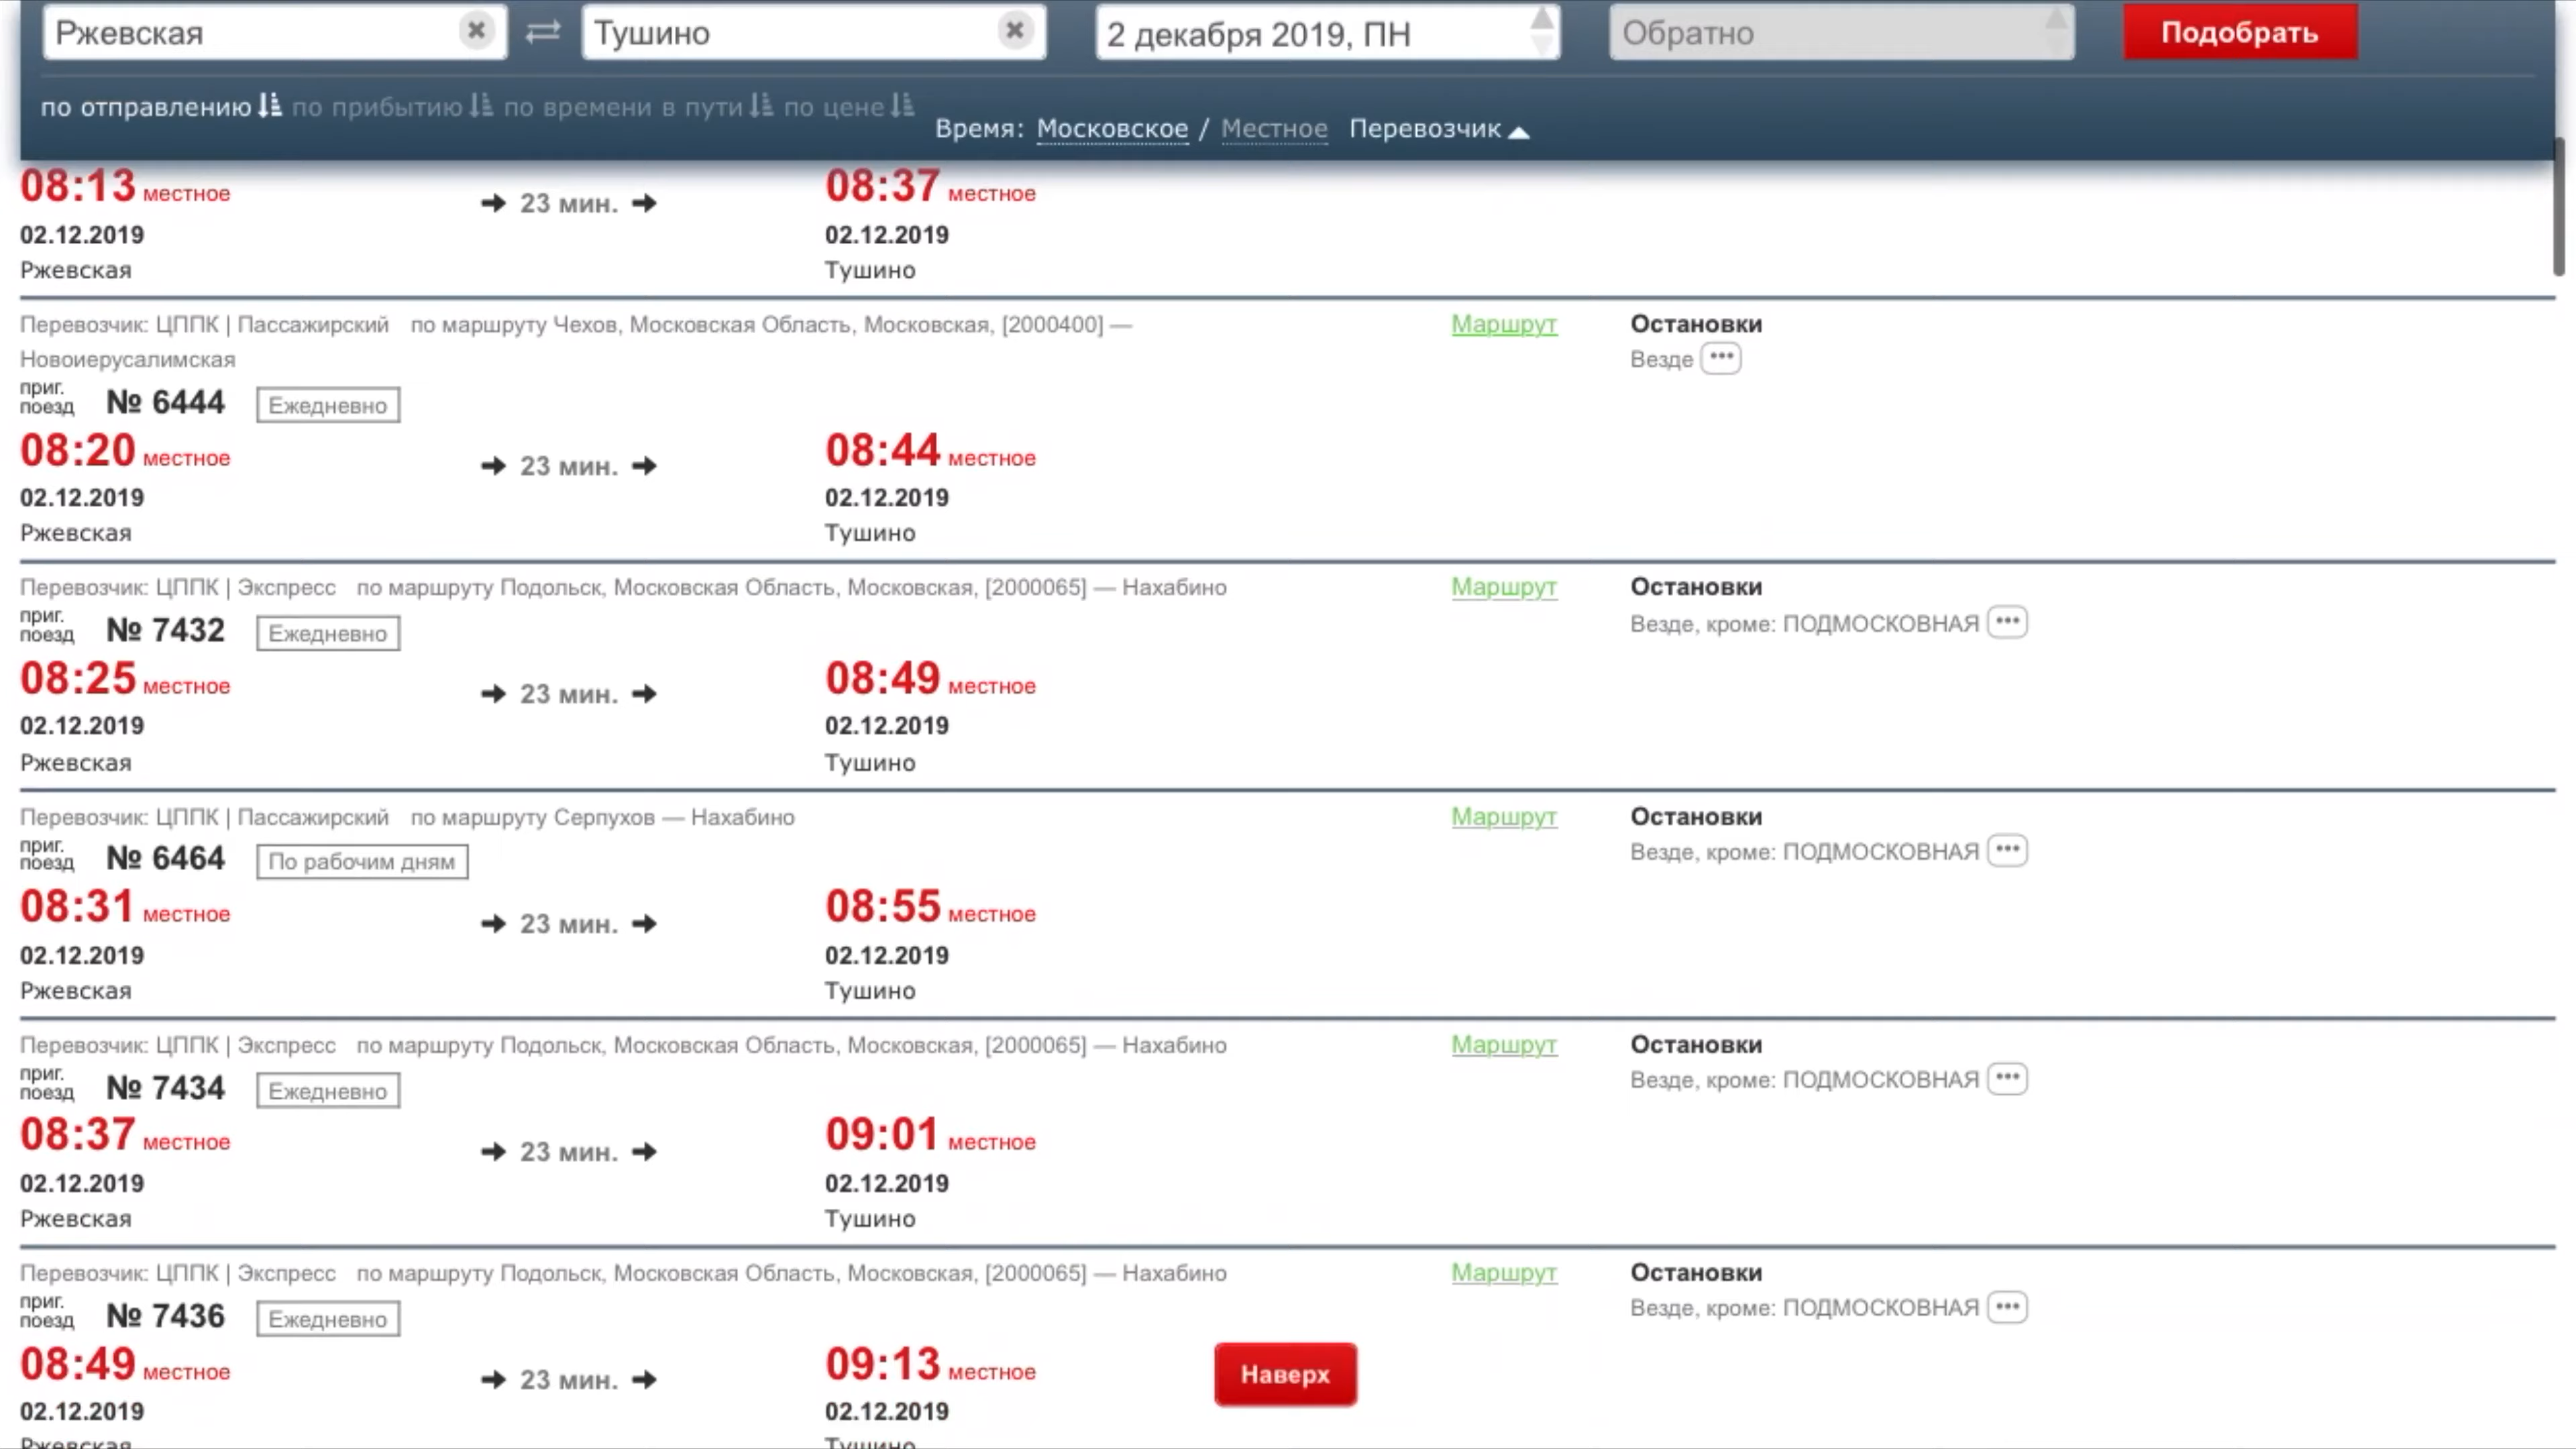 Ржевская Тушино 2 декабря 2019, ПН Обратно Подобрать
по отправлению по прибытию по времени в пути по цене
Время: Московское / Местное Перевозчик
08:13 местное 23 мин. 08:37 местное
02.12.2019 02.12.2019
Ржевская Тушино
Перевозчик: ЦППК | Пассажирский по маршруту Чехов, Московская Область, Московская, [2000400] — Маршрут Остановки
Новоиерусалимская Везде
приг.
поезд № 6444 Ежедневно
08:20 местное 23 мин. 08:44 местное
02.12.2019 02.12.2019
Ржевская Тушино
Перевозчик: ЦППК | Экспресс по маршруту Подольск, Московская Область, Московская, [2000065] — Нахабино Маршрут Остановки
приг. Везде, кроме: ПОДМОСКОВНАЯ
поезд № 7432 Ежедневно
08:25 местное 23 мин. 08:49 местное
02.12.2019 02.12.2019
Ржевская Тушино
Перевозчик: ЦППК | Пассажирский по маршруту Серпухов — Нахабино Маршрут Остановки
приг. Везде, кроме: ПОДМОСКОВНАЯ
поезд № 6464 По рабочим дням
08:31 местное 23 мин. 08:55 местное
02.12.2019 02.12.2019
Ржевская Тушино
Перевозчик: ЦППК | Экспресс по маршруту Подольск, Московская Область, Московская, [2000065] — Нахабино Маршрут Остановки
приг. Везде, кроме: ПОДМОСКОВНАЯ
поезд № 7434 Ежедневно
08:37 местное 23 мин. 09:01 местное
02.12.2019 02.12.2019
Ржевская Тушино
Перевозчик: ЦППК | Экспресс по маршруту Подольск, Московская Область, Московская, [2000065] — Нахабино Маршрут Остановки
приг. Везде, кроме: ПОДМОСКОВНАЯ
поезд № 7436 Ежедневно
08:49 местное 23 мин. 09:13 местное Наверх
02.12.2019 02.12.2019
Ржевская Тушино